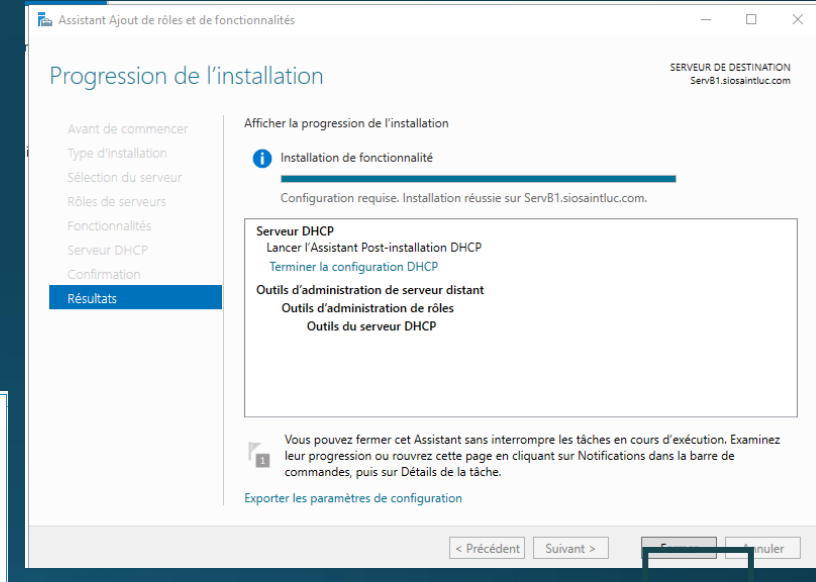 Assistant Ajout de rôles et de fonctionnalités
Progression de l'installation
SERVEUR DE DESTINATION
ServB1.siosaintluc.com
Avant de commencer
Type d'installation
Sélection du serveur
Rôles de serveurs
Fonctionnalités
Serveur DHCP
Confirmation
Résultats
Afficher la progression de l'installation
Installation de fonctionnalité
Configuration requise. Installation réussie sur ServB1.siosaintluc.com.
Serveur DHCP
Lancer l'Assistant Post-installation DHCP
Terminer la configuration DHCP
Outils d'administration de serveur distant
Outils d'administration de rôles
Outils du serveur DHCP
1
Vous pouvez fermer cet Assistant sans interrompre les tâches en cours d'exécution. Examinez
leur progression ou rouvrez cette page en cliquant sur Notifications dans la barre de
commandes, puis sur Détails de la tâche.
Exporter les paramètres de configuration
< Précédent
Suivant >
Fermer
Annuler